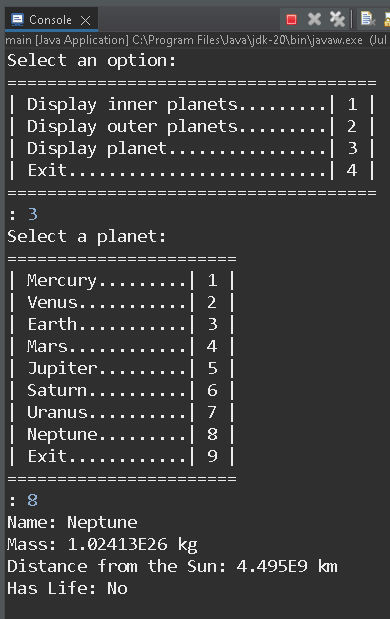 Console
main [Java Application] C:\Program Files\Java\jdk-20\bin\javaw.exe (Jul
Select an option:
=====================================
| Display inner planets.........| 1 |
| Display outer planets.........| 2 |
| Display planet................| 3 |
| Exit..........................| 4 |
=====================================
: 3
Select a planet:
=======================
| Mercury.........| 1 |
| Venus...........| 2 |
| Earth...........| 3 |
| Mars............| 4 |
| Jupiter.........| 5 |
| Saturn..........| 6 |
| Uranus..........| 7 |
| Neptune.........| 8 |
| Exit............| 9 |
=======================
: 8
Name: Neptune
Mass: 1.02413E26 kg
Distance from the Sun: 4.495E9 km
Has Life: No